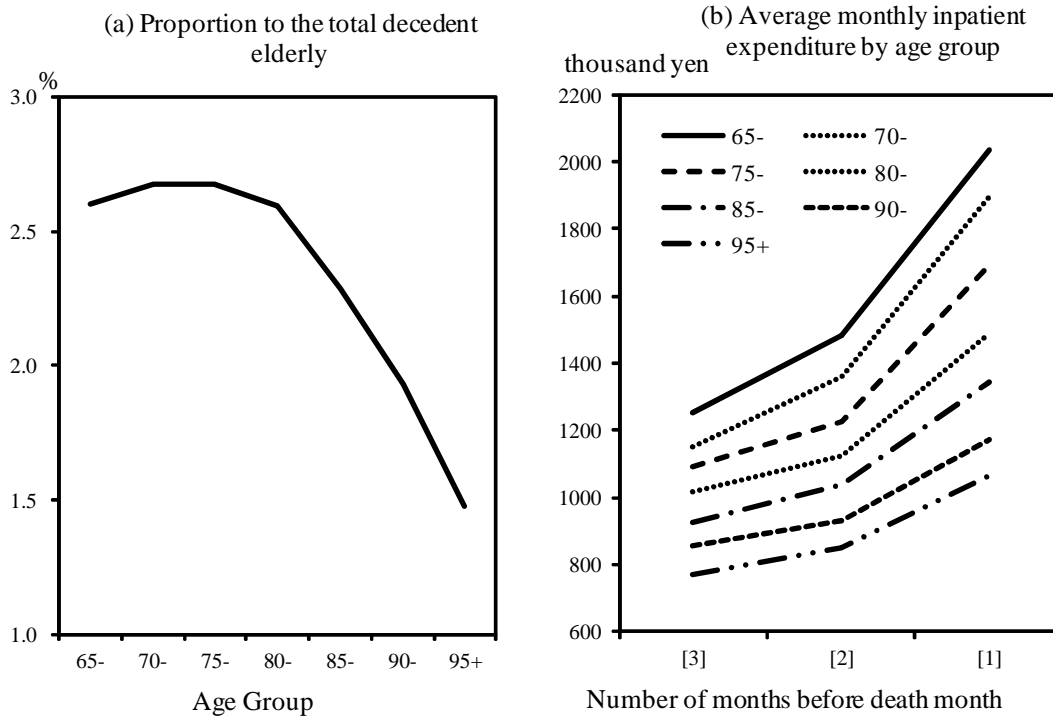 (a) Proportion to the total decedent
elderly
%
3.0
2.5
2.0
1.5
1.0
65- 70- 75- 80- 85- 90- 95+
Age Group
(b) Average monthly inpatient
expenditure by age group
thousand yen
2200
2000
1800
1600
1400
1200
1000
800
600
65- 70-
75- 80-
85- 90-
95+
[3] [2] [1]
Number of months before death month